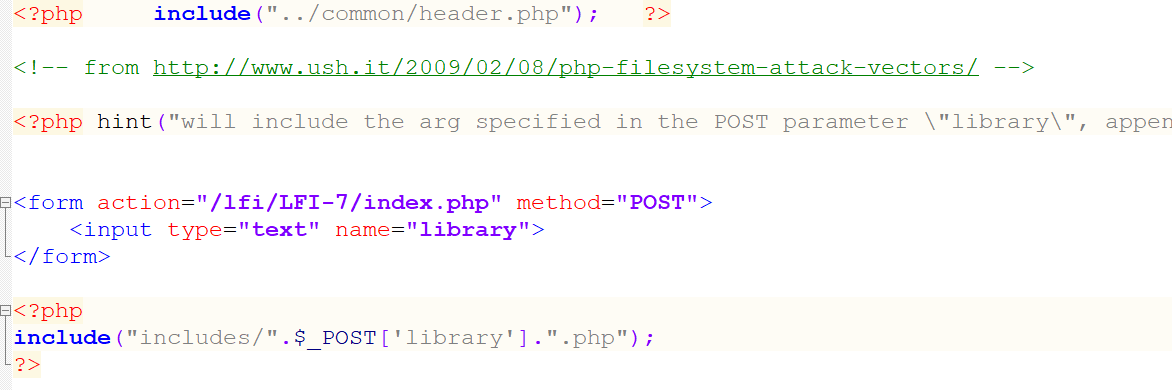 <?php     include("../common/header.php");   ?>
<!-- from http://www.ush.it/2009/02/08/php-filesystem-attack-vectors/ -->
<?php hint("will include the arg specified in the POST parameter \"library\", appen
<form action="/lfi/LFI-7/index.php" method="POST">
    <input type="text" name="library">
</form>
<?php
include("includes/".$_POST['library'].".php");
?>